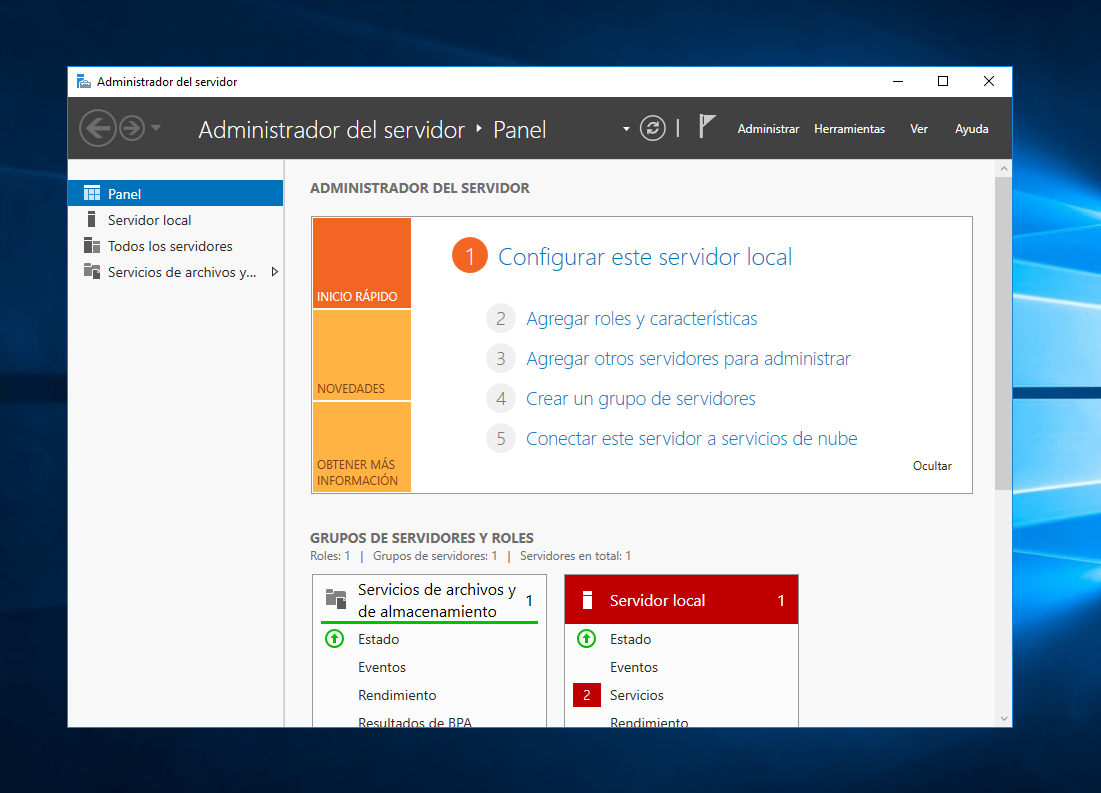 Administrador del servidor
Administrador del servidor Panel
Administrar Herramientas Ver Ayuda
Panel
Servidor local
Todos los servidores
Servicios de archivos y...
ADMINISTRADOR DEL SERVIDOR
INICIO RÁPIDO
NOVEDADES
OBTENER MÁS
INFORMACIÓN
1 Configurar este servidor local
2 Agregar roles y características
3 Agregar otros servidores para administrar
4 Crear un grupo de servidores
5 Conectar este servidor a servicios de nube
Ocultar
GRUPOS DE SERVIDORES Y ROLES
Roles: 1 | Grupos de servidores: 1 | Servidores en total: 1
Servicios de archivos y
de almacenamiento
1
Estado
Eventos
Rendimiento
Resultados de BPA
Servidor local 1
Estado
Eventos
2 Servicios
Rendimiento